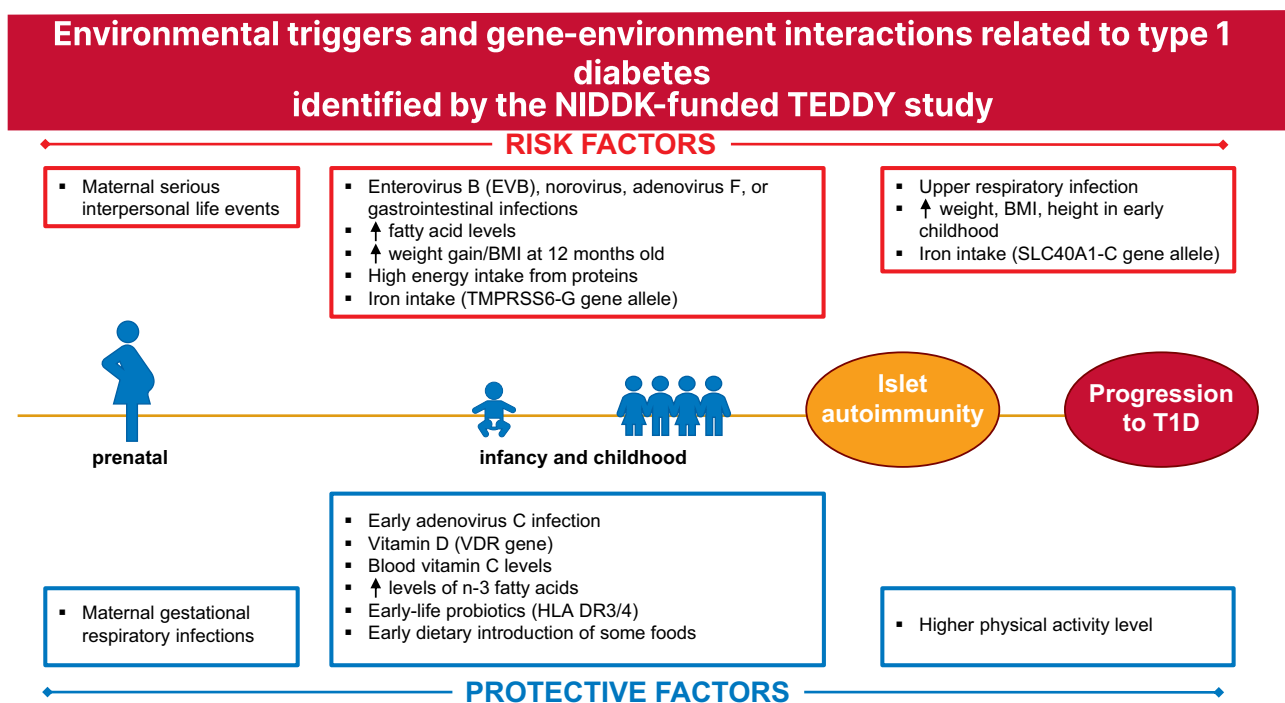 Environmental triggers and gene-environment interactions related to type 1
diabetes
identified by the NIDDK-funded TEDDY study
RISK FACTORS
▪ Maternal serious
interpersonal life events
▪ Enterovirus B (EVB), norovirus, adenovirus F, or
gastrointestinal infections
▪ ↑ fatty acid levels
▪ ↑ weight gain/BMI at 12 months old
▪ High energy intake from proteins
▪ Iron intake (TMPRSS6-G gene allele)
▪ Upper respiratory infection
▪ ↑ weight, BMI, height in early
childhood
▪ Iron intake (SLC40A1-C gene allele)
prenatal
infancy and childhood
Islet
autoimmunity
Progression
to T1D
▪ Maternal gestational
respiratory infections
▪ Early adenovirus C infection
▪ Vitamin D (VDR gene)
▪ Blood vitamin C levels
▪ ↑ levels of n-3 fatty acids
▪ Early-life probiotics (HLA DR3/4)
▪ Early dietary introduction of some foods
▪ Higher physical activity level
PROTECTIVE FACTORS